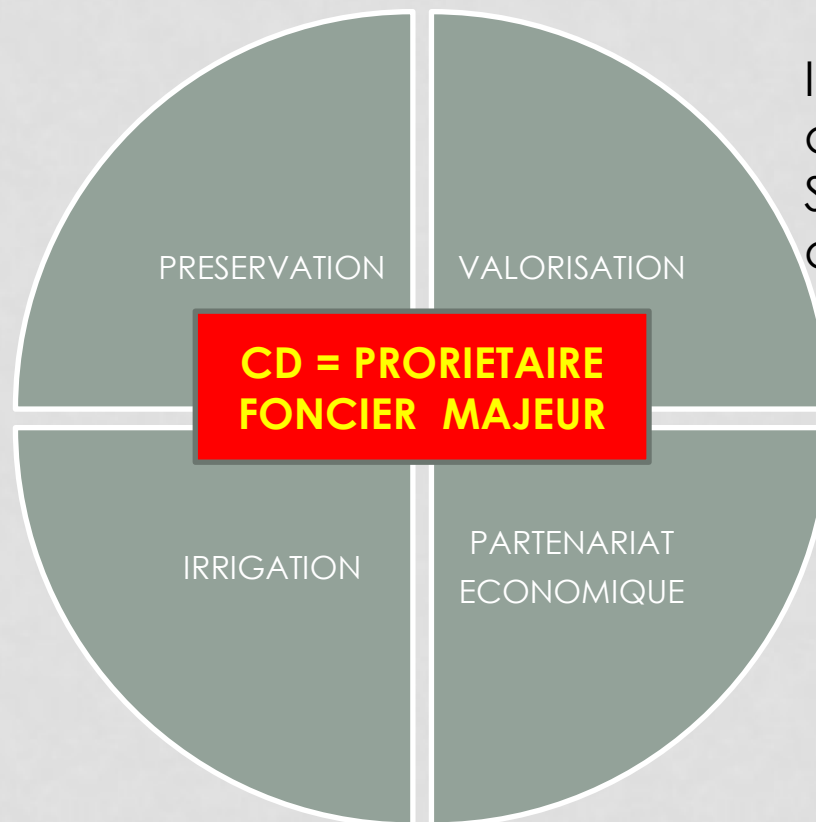 PRESERVATION
VALORISATION
CD = PRORIETAIRE
FONCIER MAJEUR
IRRIGATION
PARTENARIAT
ECONOMIQUE